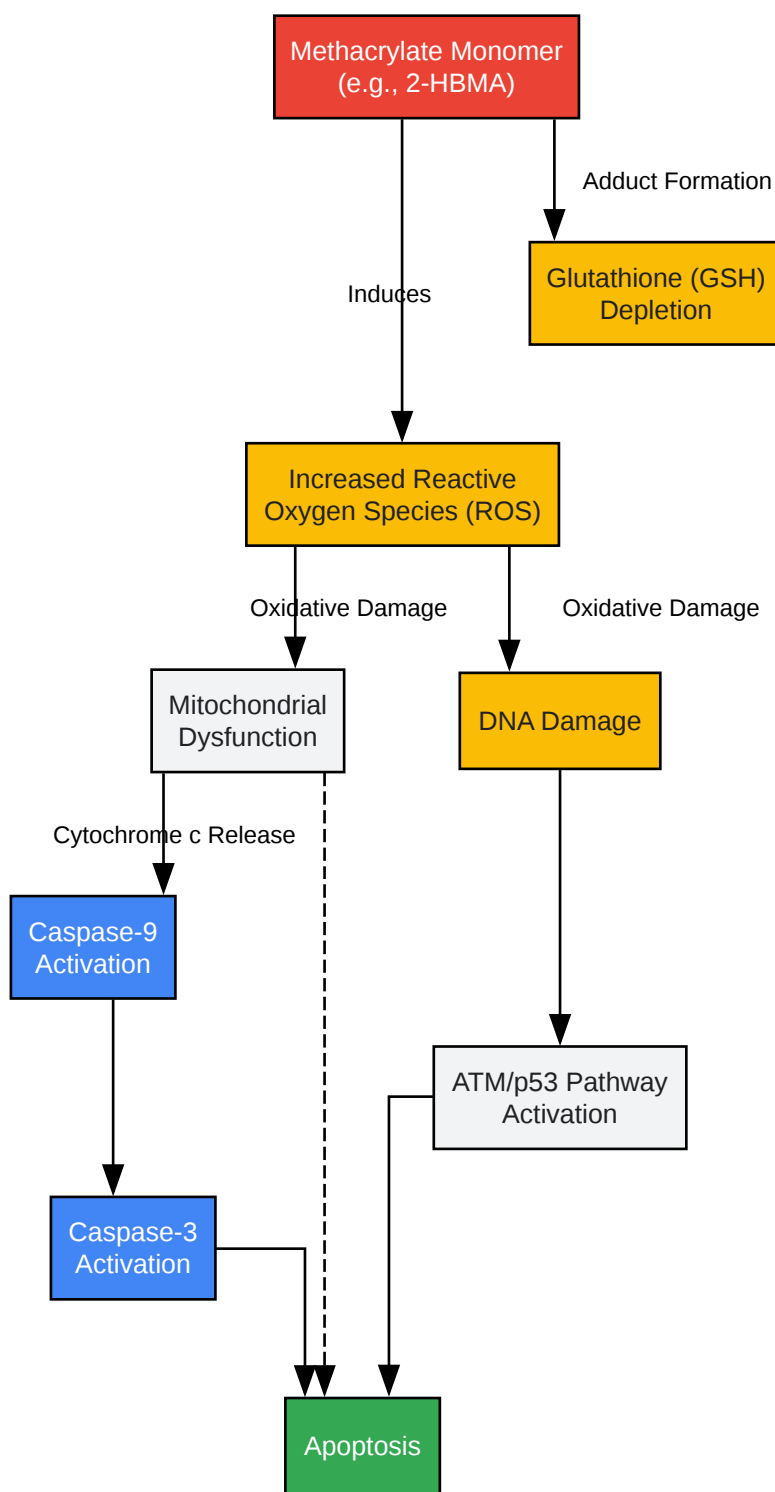 Methacrylate Monomer
(e.g., 2-HBMA)
Adduct Formation
Glutathione (GSH)
Depletion
Induces
Increased Reactive
Oxygen Species (ROS)
Oxidative Damage
Oxidative Damage
Mitochondrial
Dysfunction
DNA Damage
Cytochrome c Release
Caspase-9
Activation
ATM/p53 Pathway
Activation
Caspase-3
Activation
Apoptosis